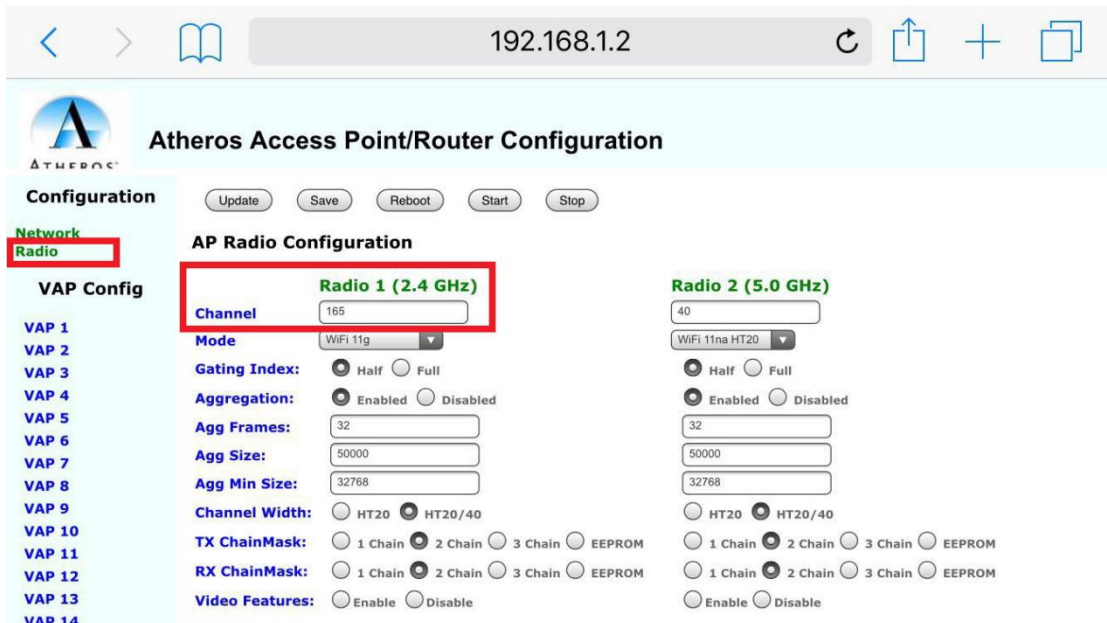 192.168.1.2
ATHEROS
Atheros Access Point/Router Configuration
Configuration
Network
Radio
VAP Config
VAP 1
VAP 2
VAP 3
VAP 4
VAP 5
VAP 6
VAP 7
VAP 8
VAP 9
VAP 10
VAP 11
VAP 12
VAP 13
VAP 14
Update Save Reboot Start Stop
AP Radio Configuration
Radio 1 (2.4 GHz) Radio 2 (5.0 GHz)
Channel 165 40
Mode WiFi 11g WiFi 11na HT20
Gating Index: Half Full Half Full
Aggregation: Enabled Disabled Enabled Disabled
Agg Frames: 32 32
Agg Size: 50000 50000
Agg Min Size: 32768 32768
Channel Width: HT20 HT20/40 HT20 HT20/40
TX ChainMask: 1 Chain 2 Chain 3 Chain EEPROM 1 Chain 2 Chain 3 Chain EEPROM
RX ChainMask: 1 Chain 2 Chain 3 Chain EEPROM 1 Chain 2 Chain 3 Chain EEPROM
Video Features: Enable Disable Enable Disable